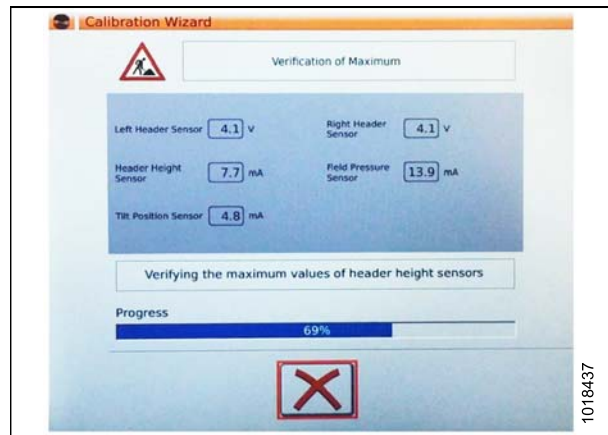 Calibration Wizard
Verification of Maximum
Left Header Sensor 4.1 V
Right Header Sensor 4.1 V
Header Height Sensor 7.7 mA
Field Pressure Sensor 13.9 mA
Tilt Position Sensor 4.8 mA
Verifying the maximum values of header height sensors
Progress
69%
1018437